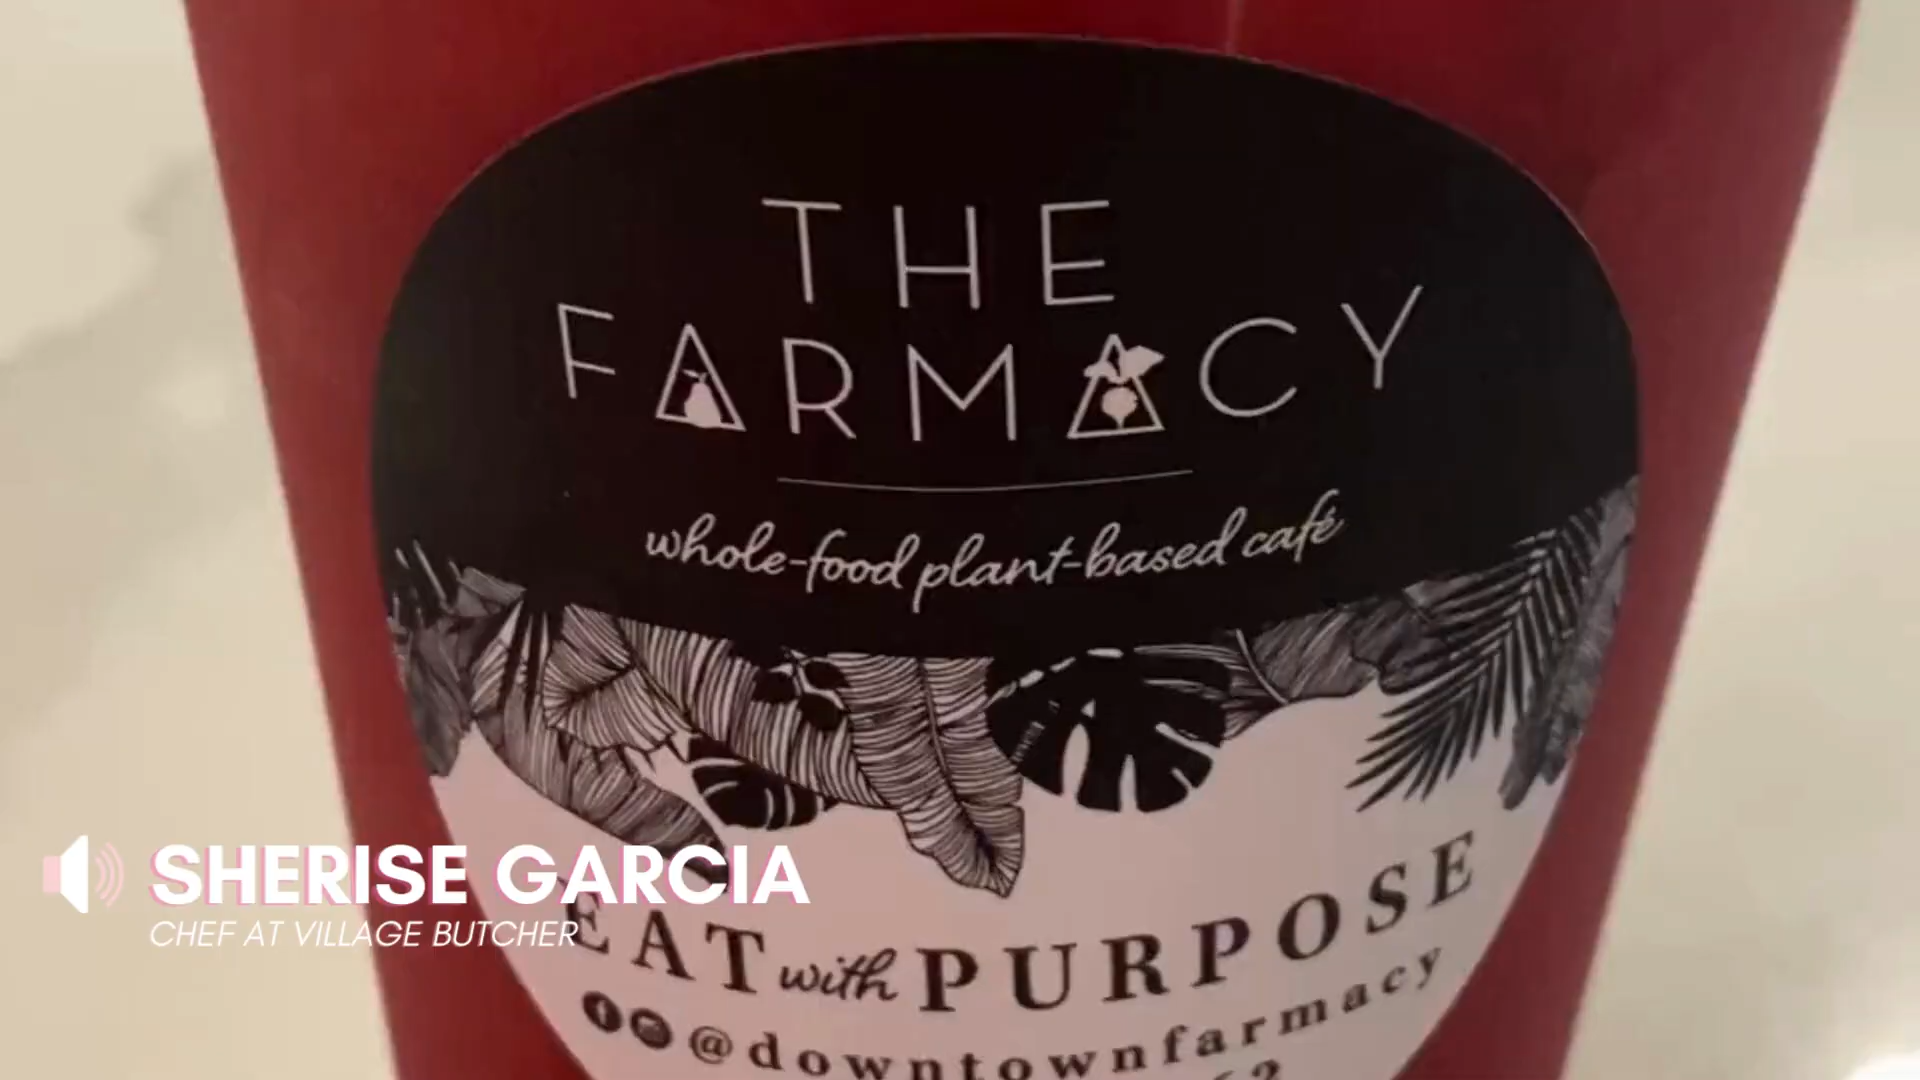 THE
FARMACY
whole-food plant-based café
SHERISE GARCIA
CHEF AT VILLAGE BUTCHER
EAT with PURPOSE
@downtownfarmacy